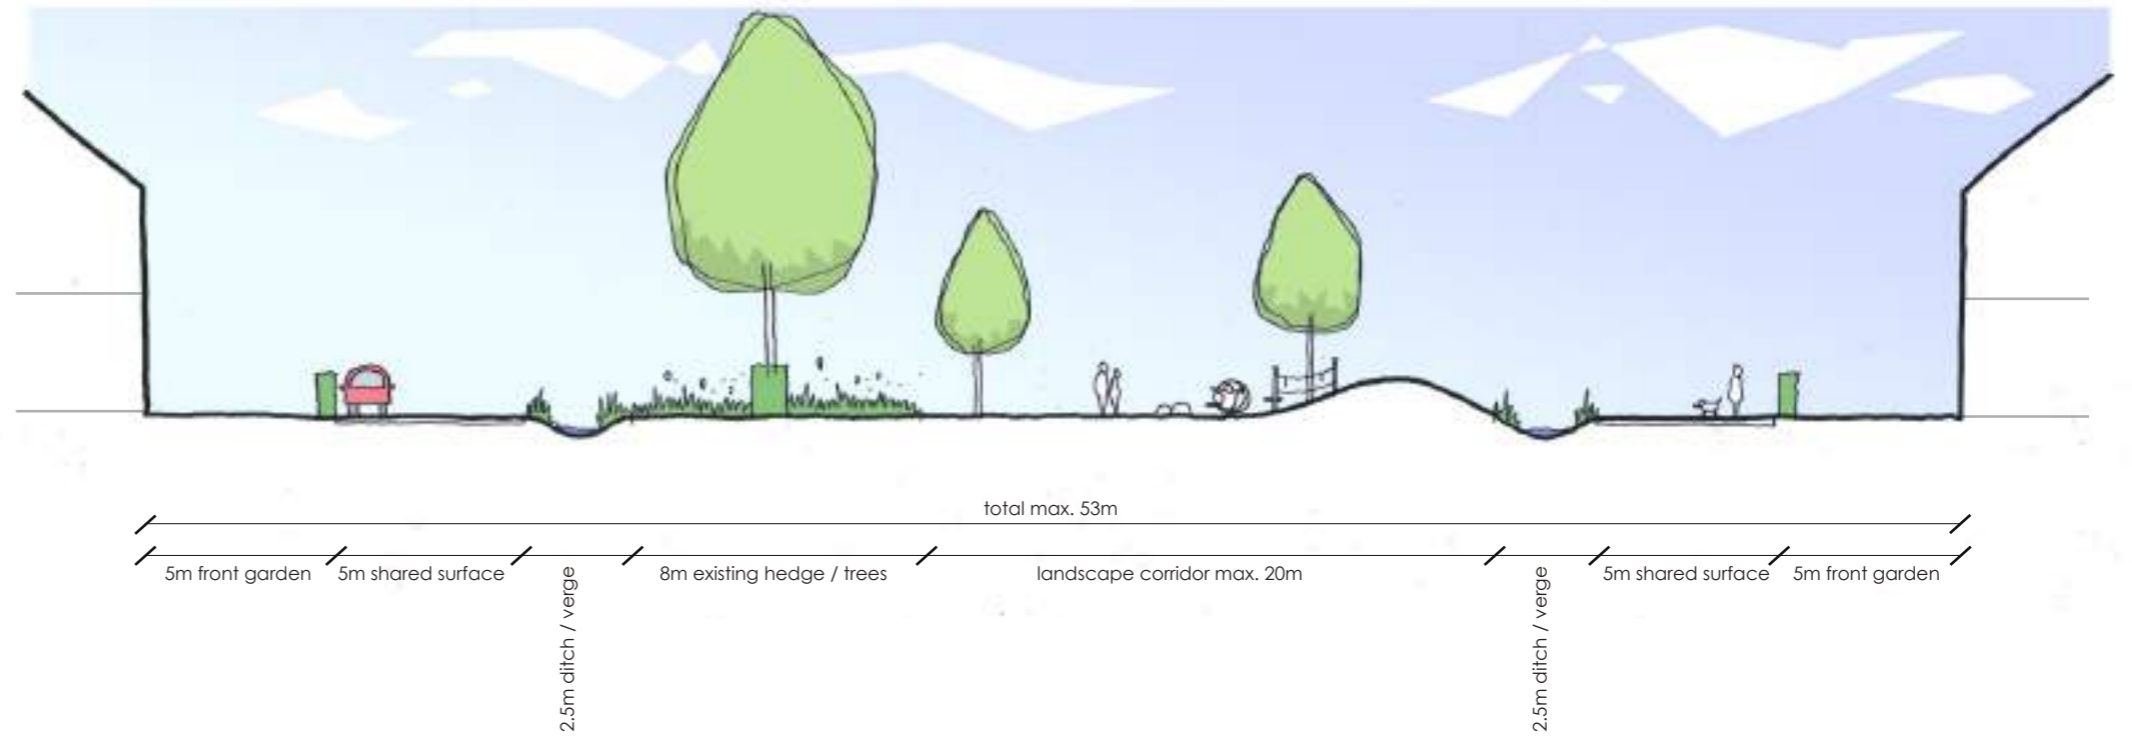 total max. 53m
5m front garden
5m shared surface
2.5m ditch / verge
8m existing hedge / trees
landscape corridor max. 20m
2.5m ditch / verge
5m shared surface
5m front garden